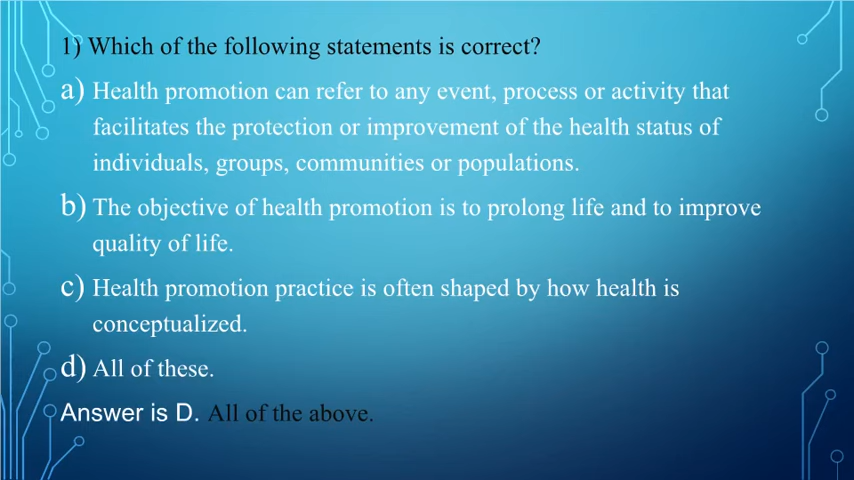 1) Which of the following statements is correct?
a) Health promotion can refer to any event, process or activity that
facilitates the protection or improvement of the health status of
individuals, groups, communities or populations.
b) The objective of health promotion is to prolong life and to improve
quality of life.
c) Health promotion practice is often shaped by how health is
conceptualized.
d) All of these.
Answer is D. All of the above.